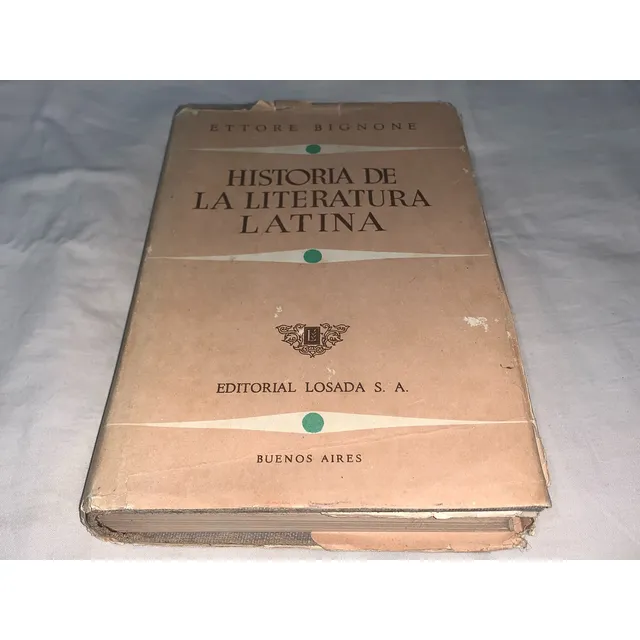 ETTORE BIGNONE
HISTORIA DE
LA LITERATURA
LATINA
EDITORIAL LOSADA S. A.
BUENOS AIRES